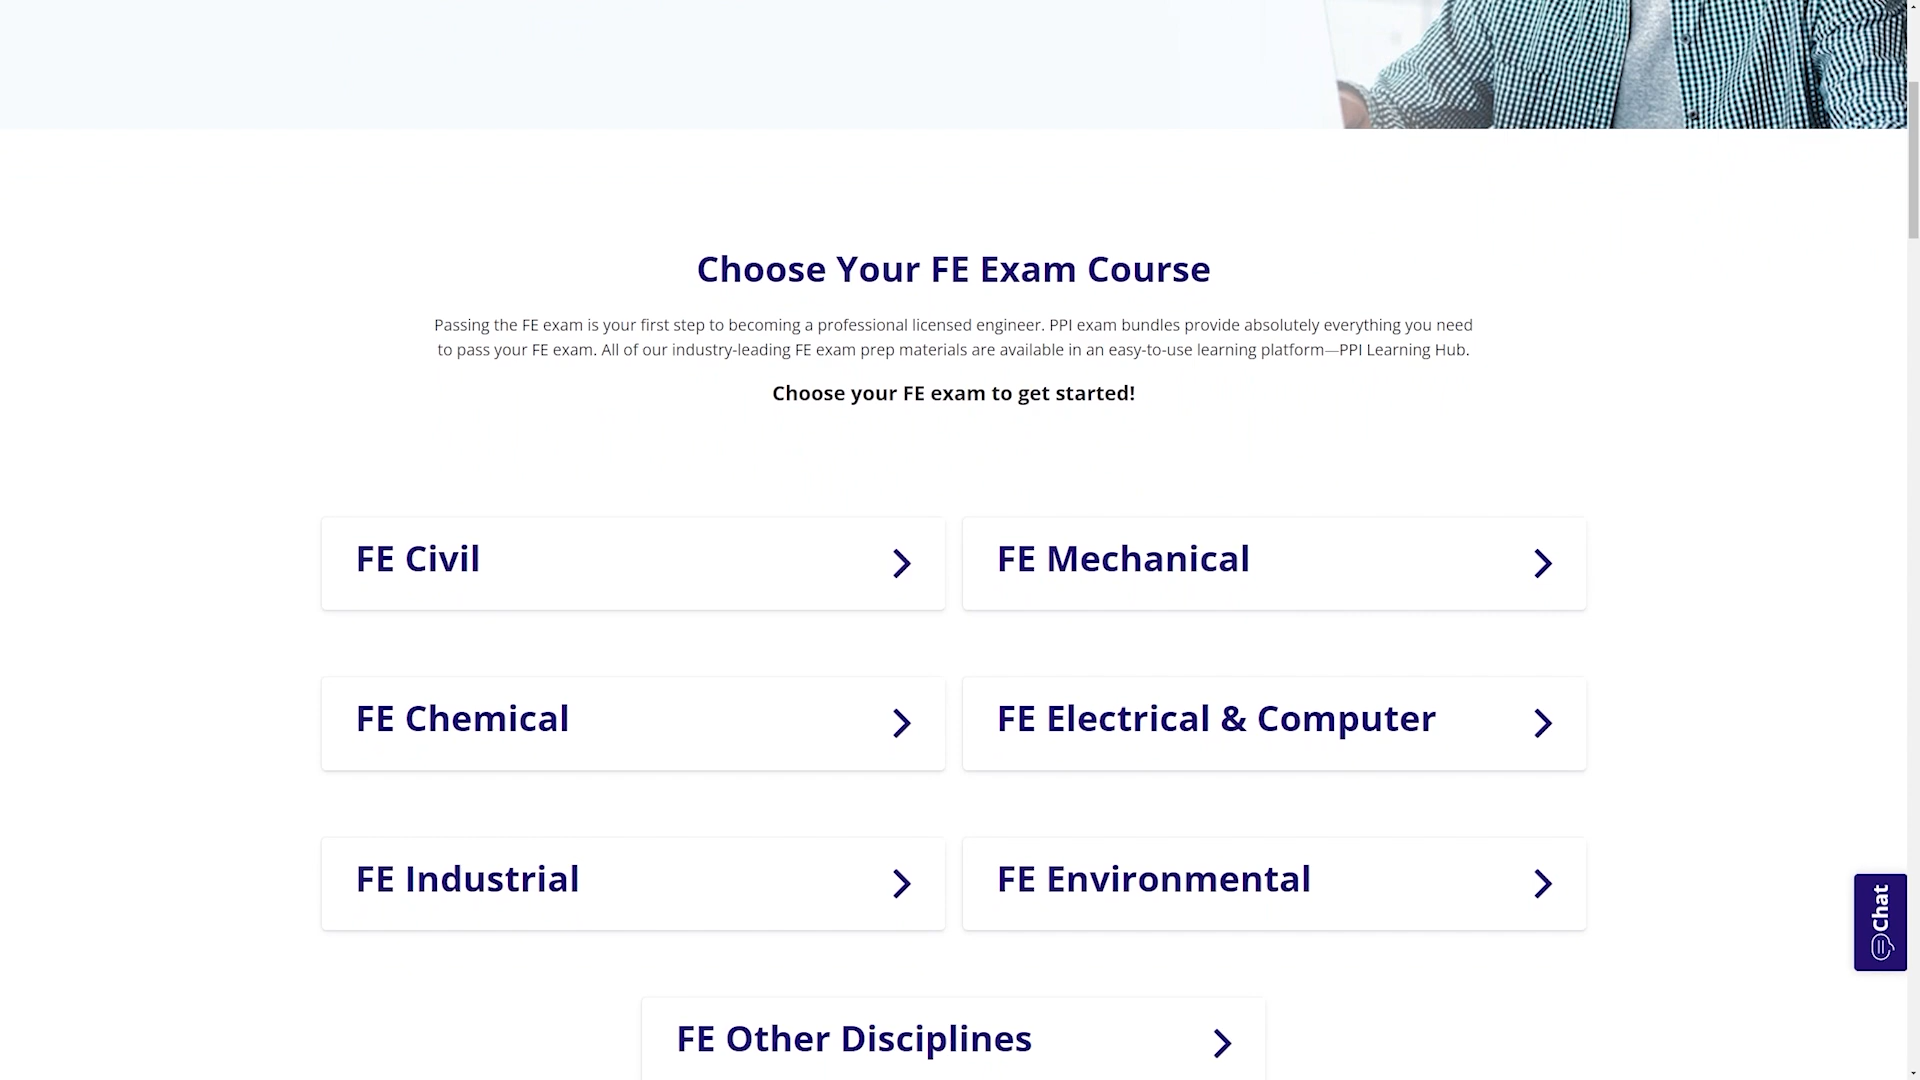 Choose Your FE Exam Course
Passing the FE exam is your first step to becoming a professional licensed engineer. PPI exam bundles provide absolutely everything you need
to pass your FE exam. All of our industry-leading FE exam prep materials are available in an easy-to-use learning platform—PPI Learning Hub.
Choose your FE exam to get started!
FE Civil
FE Mechanical
FE Chemical
FE Electrical & Computer
FE Industrial
FE Environmental
Chat
FE Other Disciplines